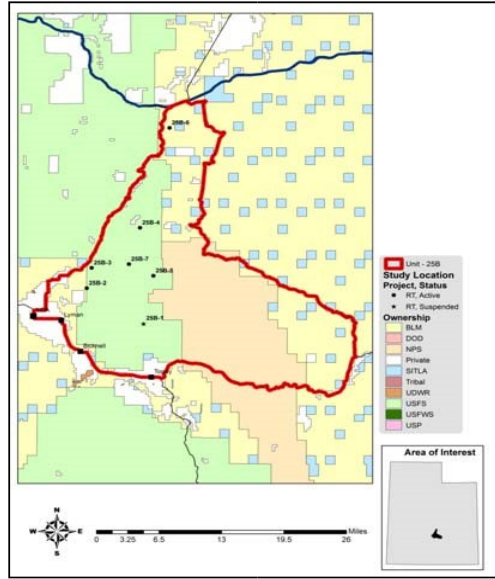 25B-6
25B-4
25B-7
25B-3
25B-2
25B-1
Lyman
Bicknell
Unit - 25B
Study Location
Project, Status
RT, Active
RT, Suspended
Ownership
BLM
DOD
NPS
Private
SITLA
Tribal
UDWR
USFS
USFWS
USP
Area of Interest
N
W E
S
Miles
0 3.25 6.5 13 19.5 26